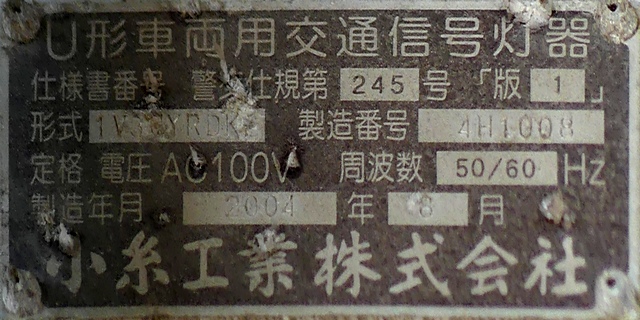 U形車両用交通信号灯器
仕様書番号 警交仕規第 245 号 「版 1 」
形式 製造番号 4H1008
定格 電圧 AC100V 周波数 50/60 Hz
製造年月 2004 年 8 月
小糸工業株式会社